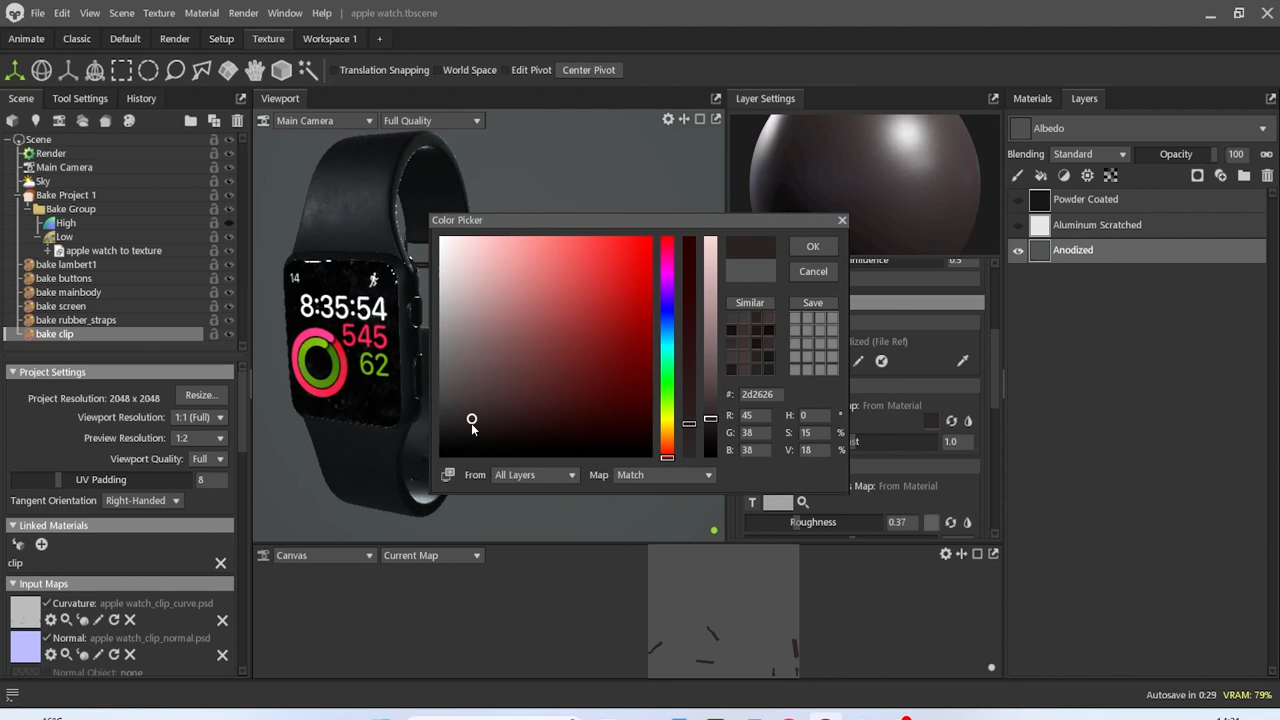 File Edit View Scene Texture Material Render Window Help apple watch.tbscene
Animate Classic Default Render Setup Texture Workspace 1 +
Translation Snapping World Space Edit Pivot Center Pivot
Scene Tool Settings History Viewport Layer Settings Materials Layers
Main Camera Full Quality
Albedo
Blending Standard Opacity 100
Scene
Render
Main Camera
Sky
Bake Project 1
Bake Group
High
Low
apple watch to texture
bake lambert1
bake buttons
bake mainbody
bake screen
bake rubber_straps
bake clip
Powder Coated
Aluminum Scratched
Anodized
14
8:35:54
545
62
Color Picker
OK
Cancel
Similar Save
#: 2d2626
R: 45 H: 0 °
G: 38 S: 15 %
B: 38 V: 18 %
From All Layers Map Match
0.5
(File Ref)
From Material
1.0
From Material
T
Roughness 0.37
Project Settings
Project Resolution: 2048 x 2048 Resize...
Viewport Resolution: 1:1 (Full)
Preview Resolution: 1:2
Viewport Quality: Full
UV Padding 8
Tangent Orientation Right-Handed
Linked Materials
clip
Input Maps
Curvature: apple watch_clip_curve.psd
Normal: apple watch_clip_normal.psd
Normal Object: none
Canvas Current Map
Autosave in 0:29 VRAM: 79%